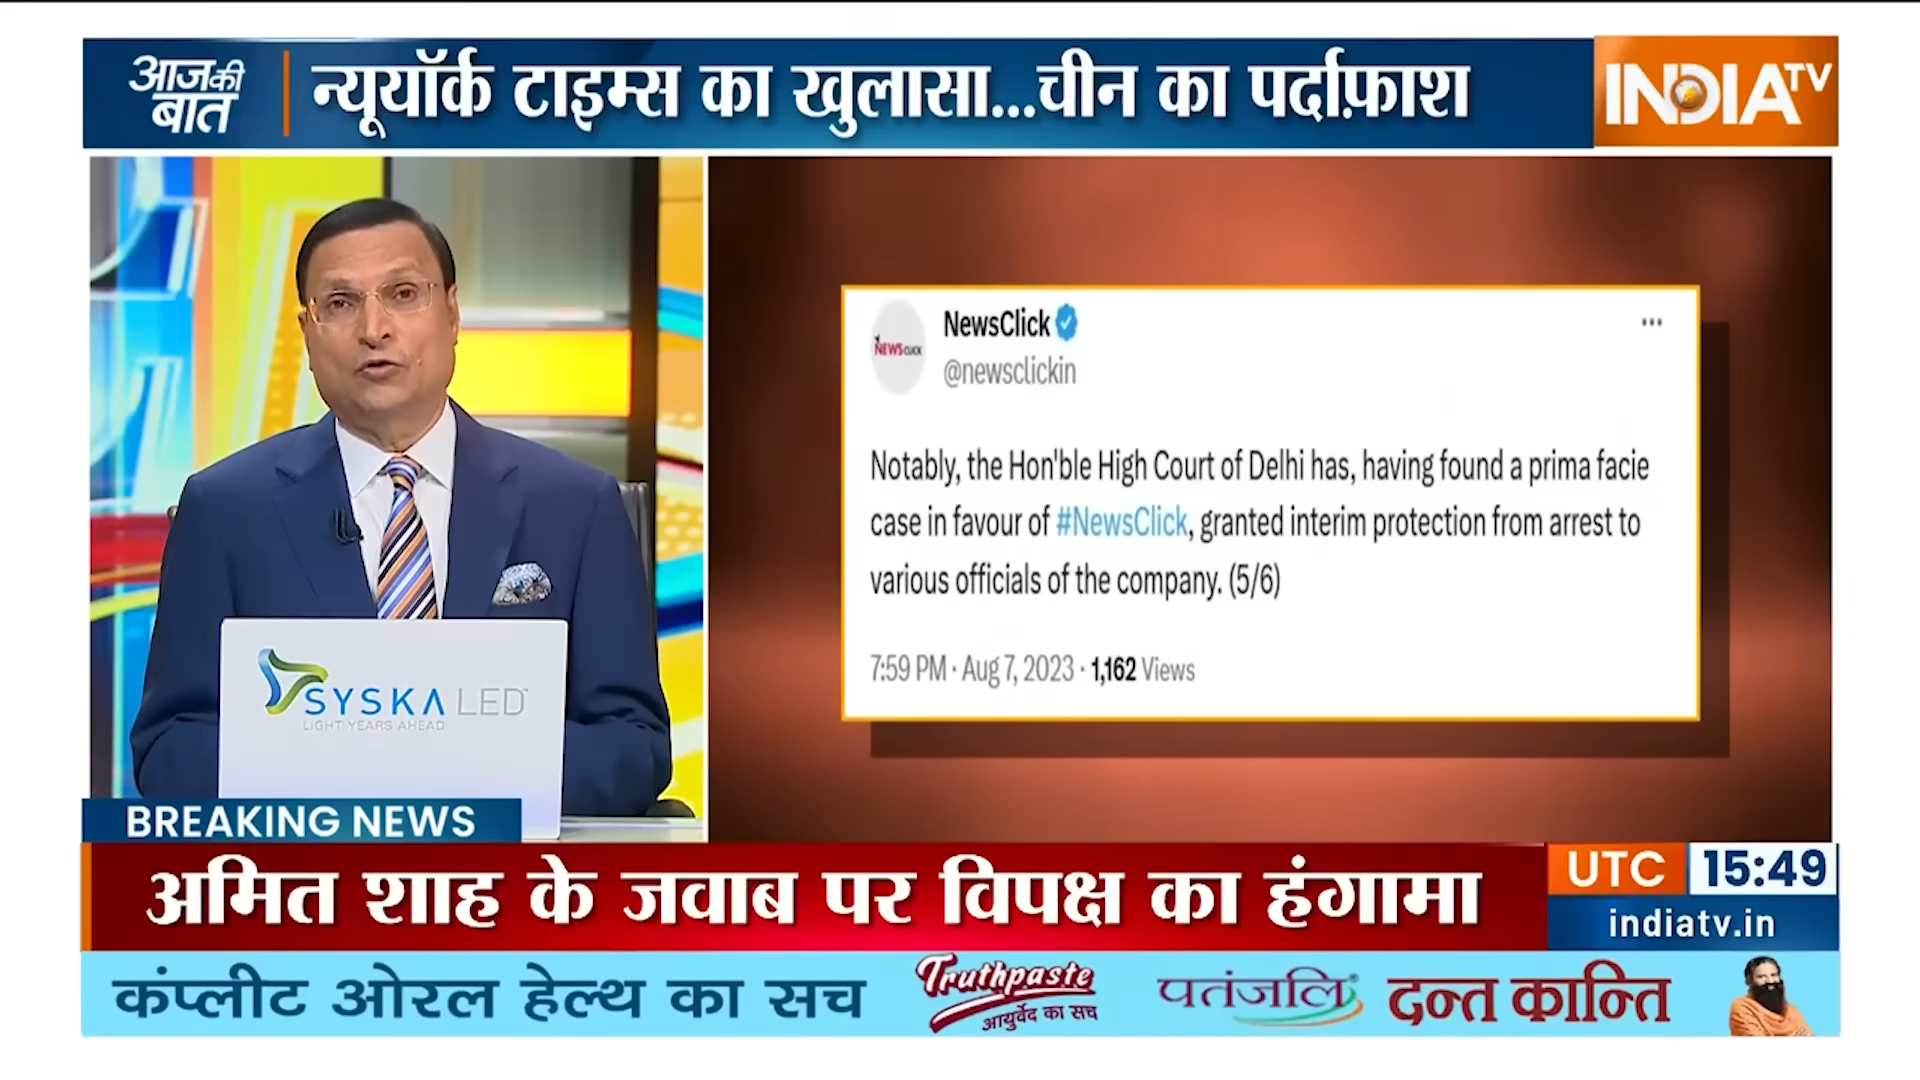 आज की
बात
न्यूयॉर्क टाइम्स का खुलासा...चीन का पर्दाफ़ाश
INDIA TV
NEWS CLICK
NewsClick
@newsclickin
Notably, the Hon'ble High Court of Delhi has, having found a prima facie
case in favour of #NewsClick, granted interim protection from arrest to
various officials of the company. (5/6)
7:59 PM · Aug 7, 2023 · 1,162 Views
SYSKA LED
LIGHT YEARS AHEAD
BREAKING NEWS
अमित शाह के जवाब पर विपक्ष का हंगामा
UTC 15:49
indiatv.in
कंप्लीट ओरल हेल्थ का सच
Truthpaste
आयुर्वेद का सच
पतंजलि®
दन्त कान्ति